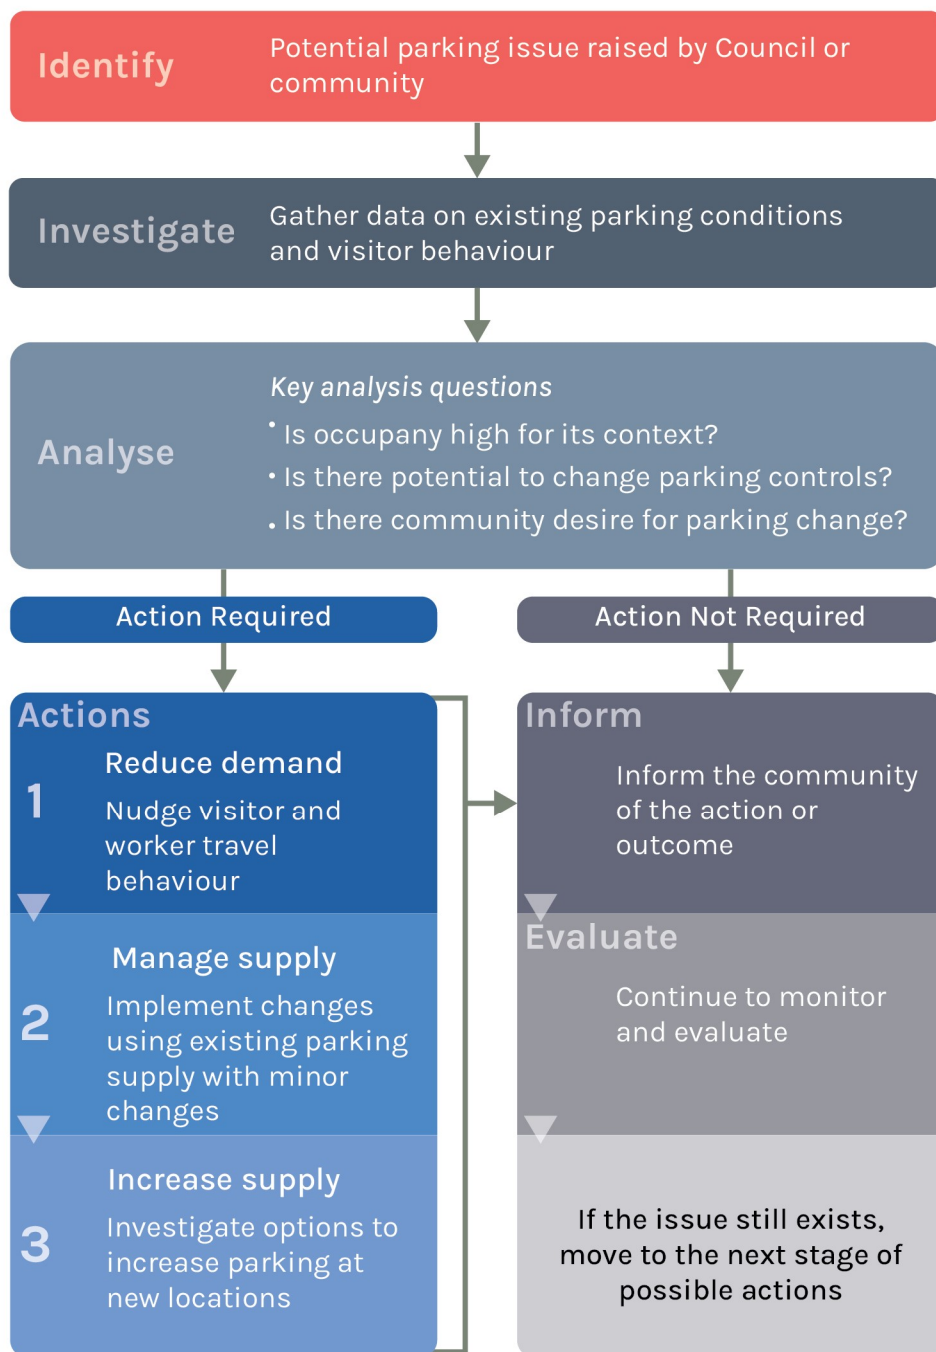 Identify
Potential parking issue raised by Council or
community
Investigate
Gather data on existing parking conditions
and visitor behaviour
Analyse
Key analysis questions
• Is occupany high for its context?
• Is there potential to change parking controls?
• Is there community desire for parking change?
Action Required
Action Not Required
Actions
1
Reduce demand
Nudge visitor and
worker travel
behaviour
2
Manage supply
Implement changes
using existing parking
supply with minor
changes
3
Increase supply
Investigate options to
increase parking at
new locations
Inform
Inform the community
of the action or
outcome
Evaluate
Continue to monitor
and evaluate
If the issue still exists,
move to the next stage of
possible actions